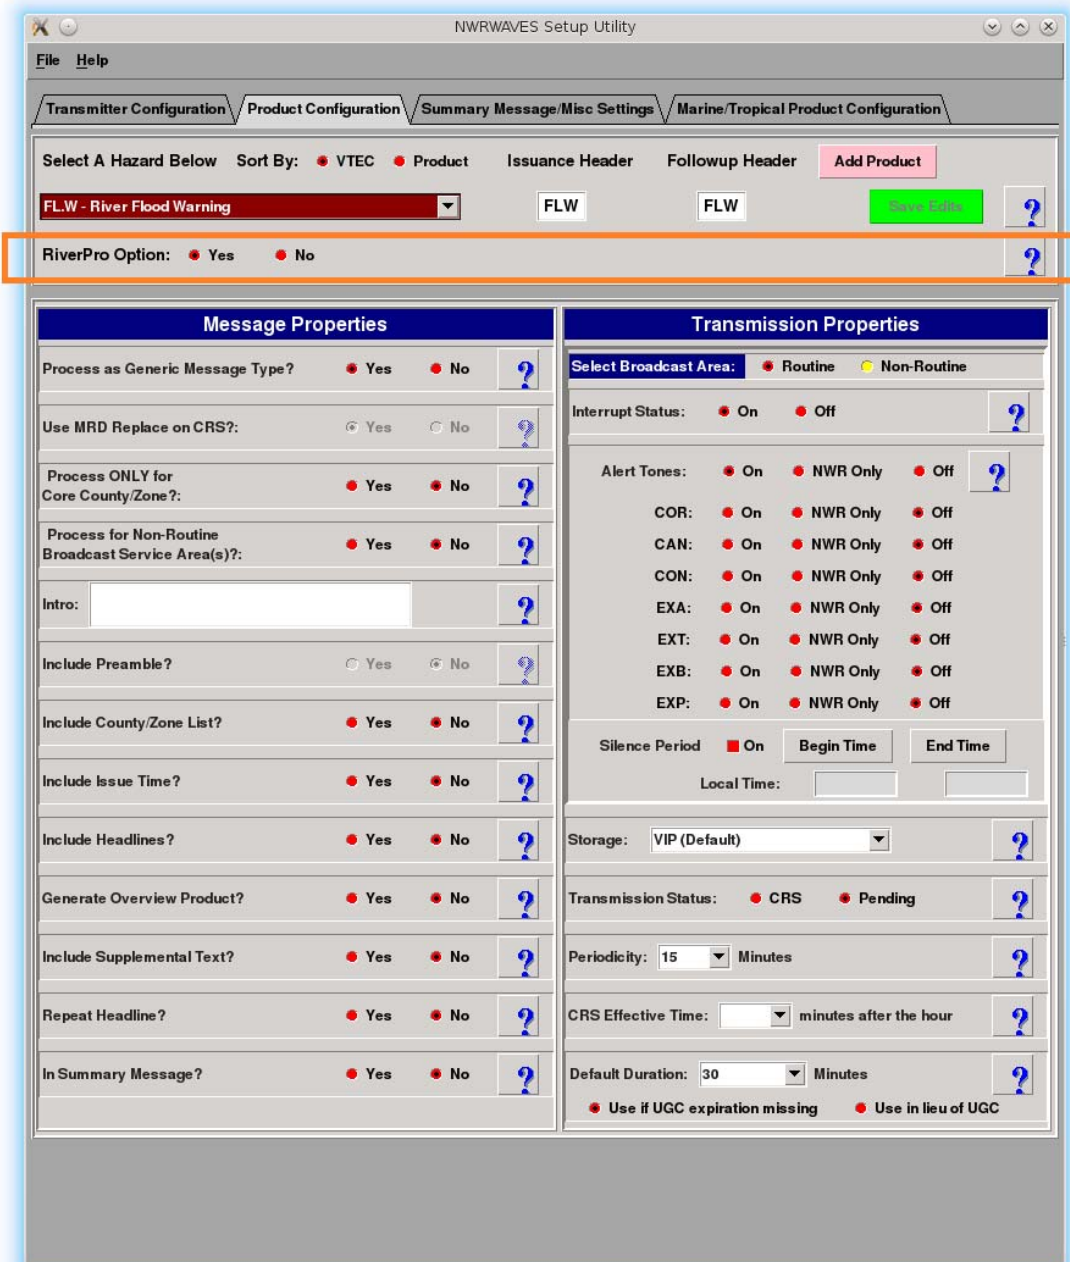 NWRWAVES Setup Utility
File Help
Transmitter Configuration Product Configuration Summary Message/Misc Settings Marine/Tropical Product Configuration
Select A Hazard Below Sort By: VTEC Product Issuance Header Followup Header Add Product
FL.W - River Flood Warning FLW FLW Save Edits ?
RiverPro Option: Yes No ?
Message Properties
Process as Generic Message Type? Yes No ?
Use MRD Replace on CRS?: Yes No ?
Process ONLY for
Core County/Zone?: Yes No ?
Process for Non-Routine
Broadcast Service Area(s)?: Yes No ?
Intro: ?
Include Preamble? Yes No ?
Include County/Zone List? Yes No ?
Include Issue Time? Yes No ?
Include Headlines? Yes No ?
Generate Overview Product? Yes No ?
Include Supplemental Text? Yes No ?
Repeat Headline? Yes No ?
In Summary Message? Yes No ?
Transmission Properties
Select Broadcast Area: Routine Non-Routine
Interrupt Status: On Off ?
Alert Tones: On NWR Only Off ?
COR: On NWR Only Off
CAN: On NWR Only Off
CON: On NWR Only Off
EXA: On NWR Only Off
EXT: On NWR Only Off
EXB: On NWR Only Off
EXP: On NWR Only Off
Silence Period On Begin Time End Time
Local Time:
Storage: VIP (Default) ?
Transmission Status: CRS Pending ?
Periodicity: 15 Minutes ?
CRS Effective Time: minutes after the hour ?
Default Duration: 30 Minutes ?
Use if UGC expiration missing Use in lieu of UGC